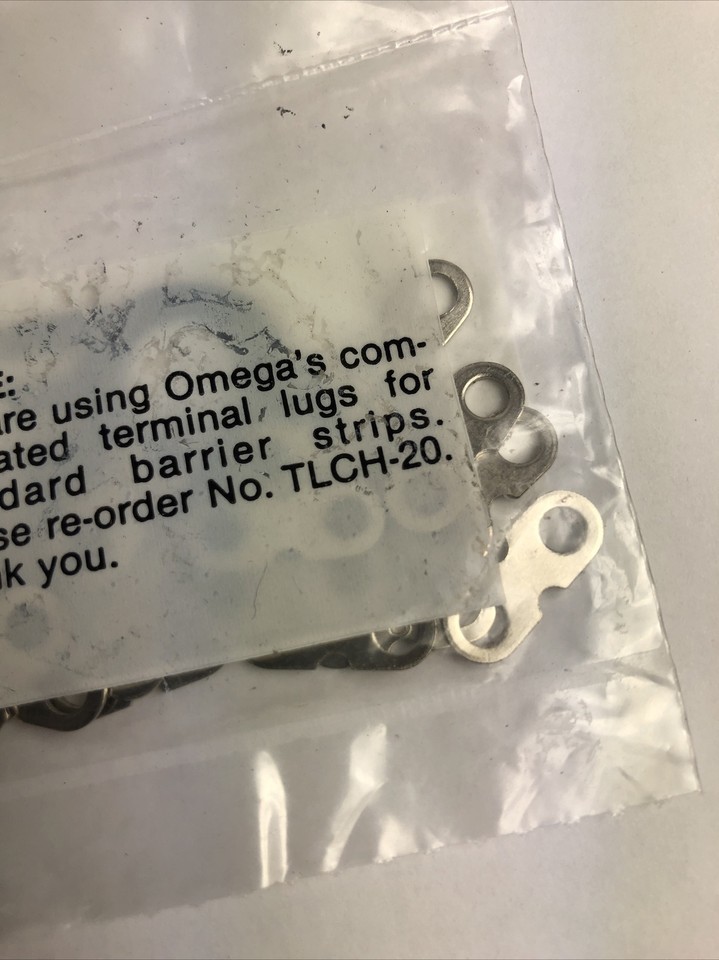 E:
are using Omega's com-
ated terminal lugs for
dard barrier strips.
se re-order No. TLCH-20.
k you.